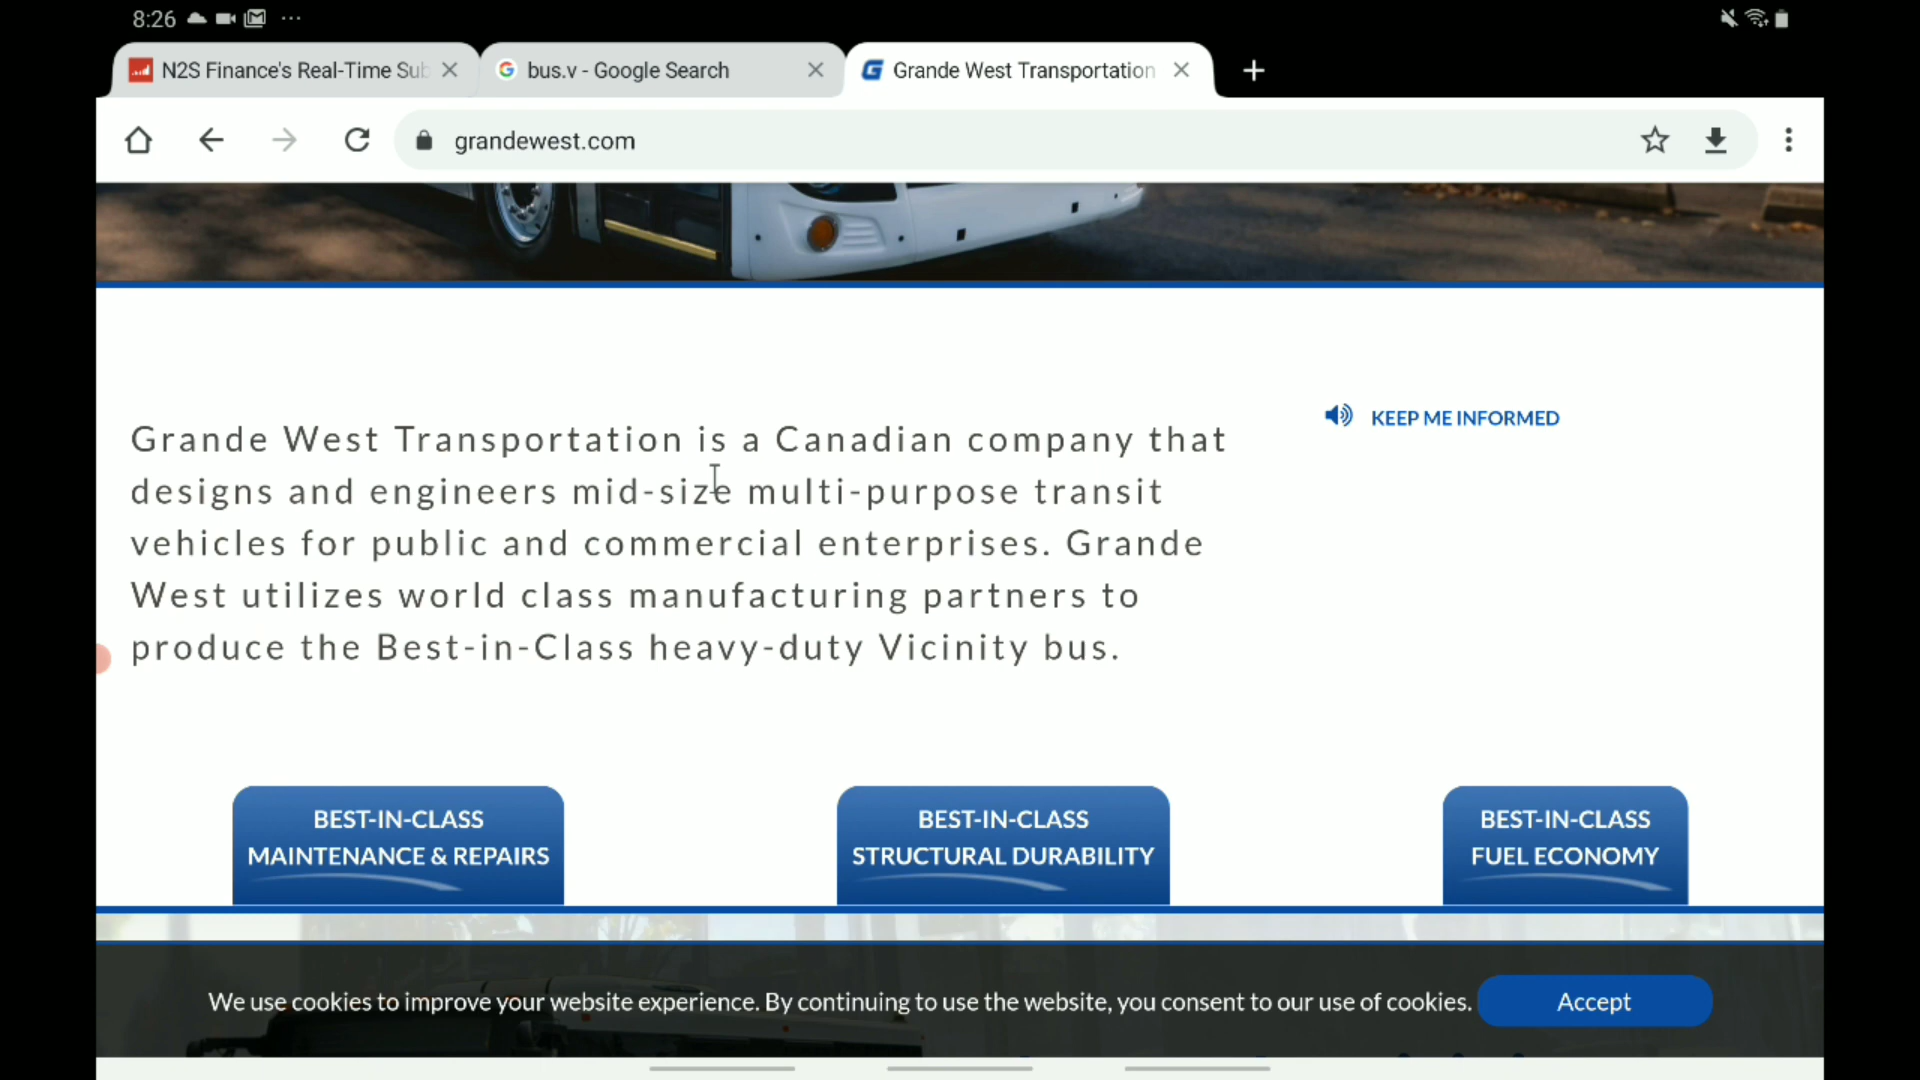 8:26
N2S Finance's Real-Time Sub
bus.v - Google Search
Grande West Transportation
grandewest.com
KEEP ME INFORMED
Grande West Transportation is a Canadian company that
designs and engineers mid-size multi-purpose transit
vehicles for public and commercial enterprises. Grande
West utilizes world class manufacturing partners to
produce the Best-in-Class heavy-duty Vicinity bus.
BEST-IN-CLASS
MAINTENANCE & REPAIRS
BEST-IN-CLASS
STRUCTURAL DURABILITY
BEST-IN-CLASS
FUEL ECONOMY
We use cookies to improve your website experience. By continuing to use the website, you consent to our use of cookies.
Accept